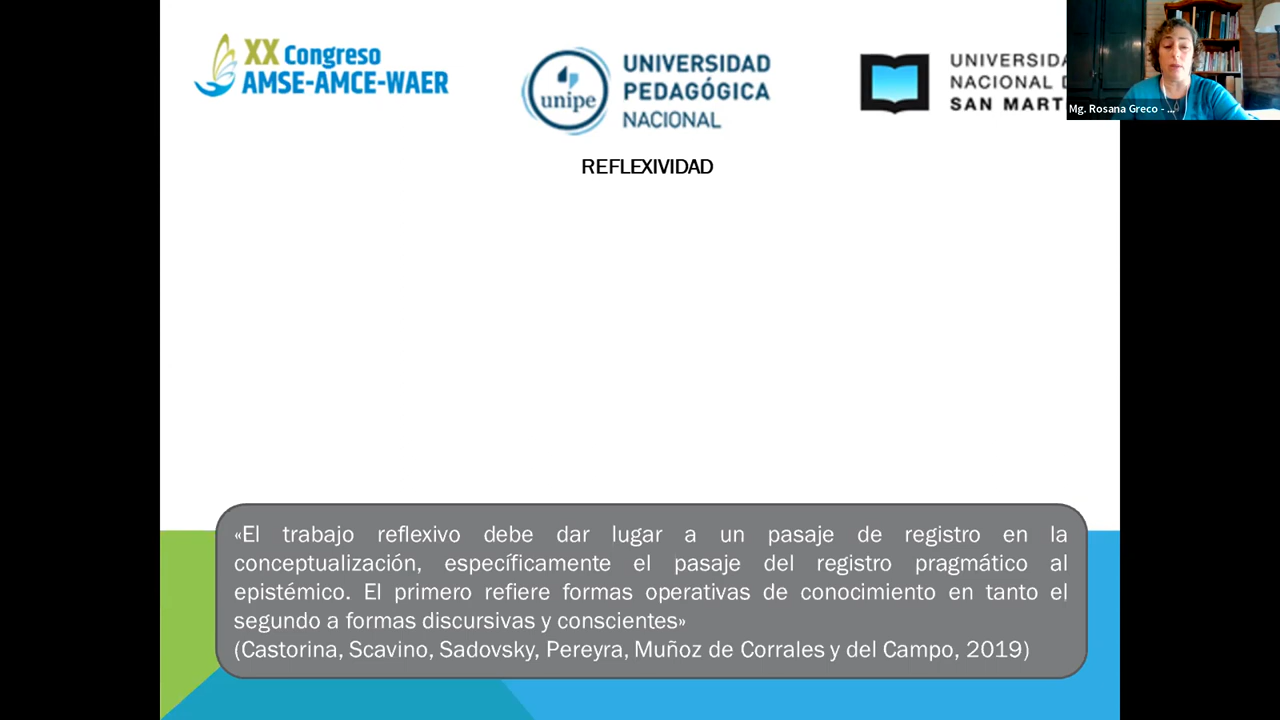 XX Congreso
AMSE-AMCE-WAER
unipe
UNIVERSIDAD
PEDAGÓGICA
NACIONAL
UNIVERSIDA
NACIONAL D
SAN MART
Mg. Rosana Greco - ...
REFLEXIVIDAD
«El trabajo reflexivo debe dar lugar a un pasaje de registro en la
conceptualización, específicamente el pasaje del registro pragmático al
epistémico. El primero refiere formas operativas de conocimiento en tanto el
segundo a formas discursivas y conscientes»
(Castorina, Scavino, Sadovsky, Pereyra, Muñoz de Corrales y del Campo, 2019)